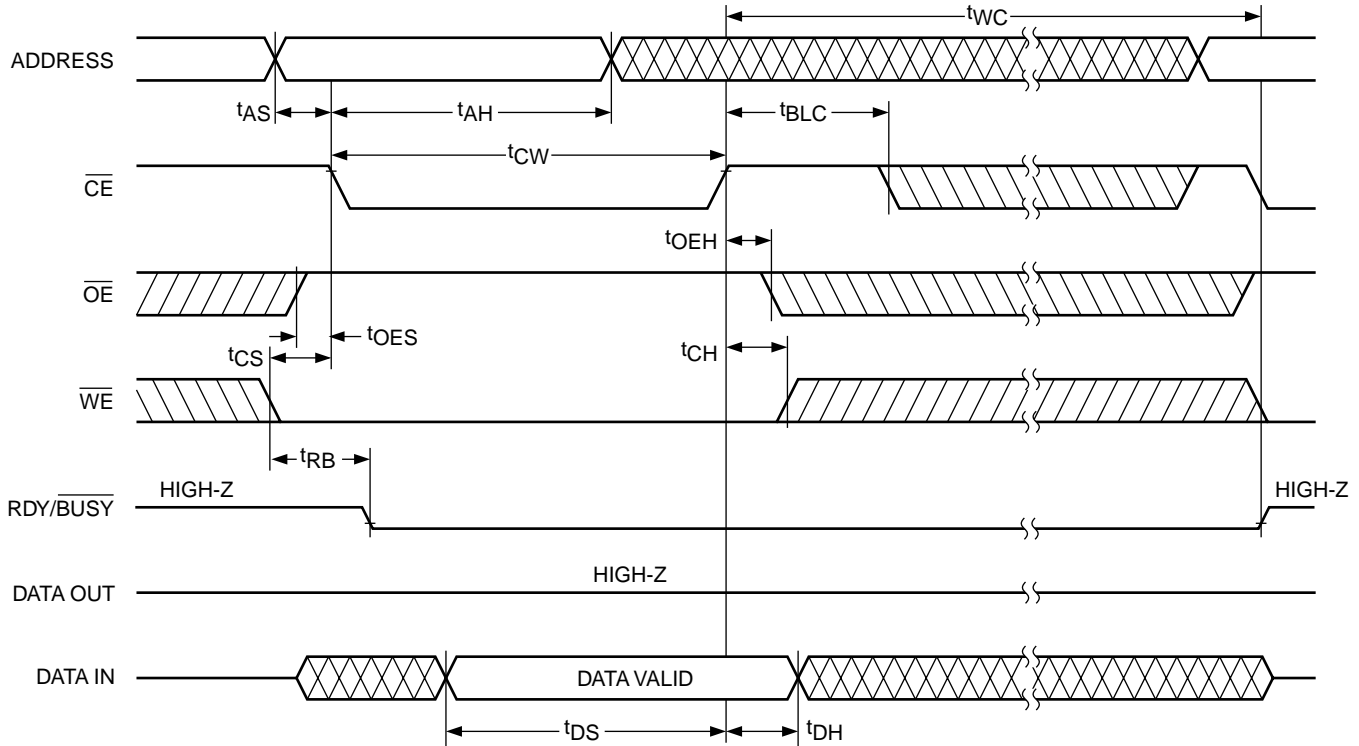 tWC
ADDRESS
tAS
tAH
tBLC
tCW
CE
tOEH
OE
tOES
tCS
tCH
WE
tRB
HIGH-Z
HIGH-Z
RDY/BUSY
HIGH-Z
DATA OUT
DATA IN
DATA VALID
tDS
tDH